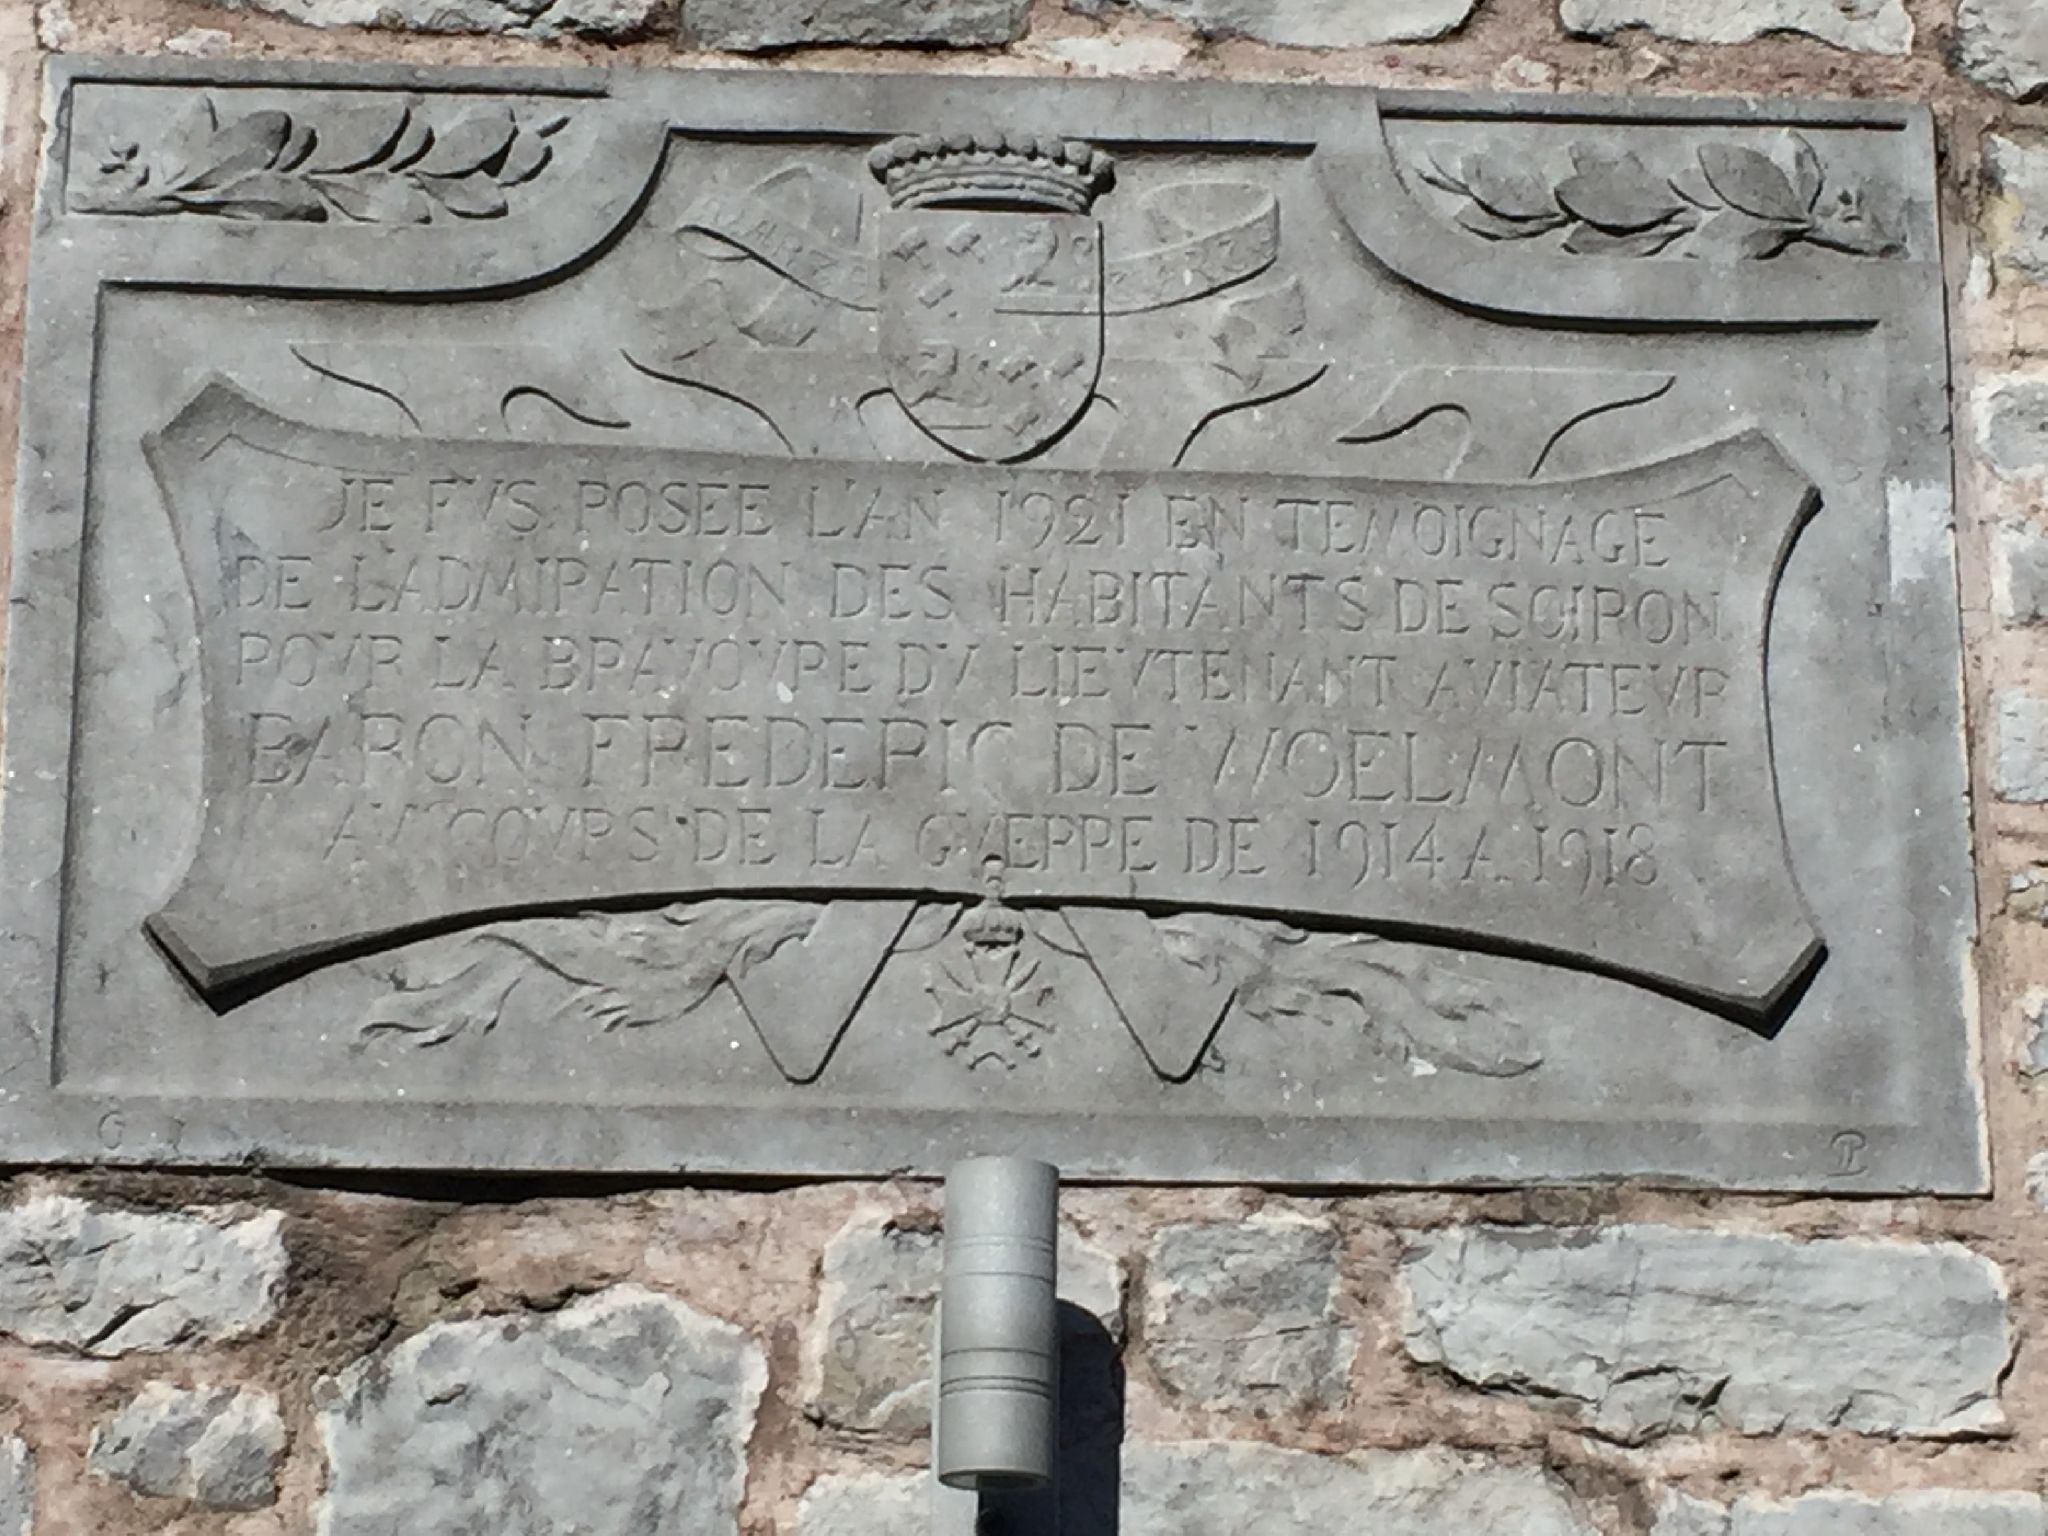 JE FVS POSEE L'AN 1921 EN TEMOIGNAGE
DE L'ADMIRATION DES HABITANTS DE SOIRON
POVR LA BRAVOVRE DV LIEVTENANT AVIATEVR
BARON FREDERIC DE WOELMONT
AV COVRS DE LA GVERRE DE 1914 A 1918